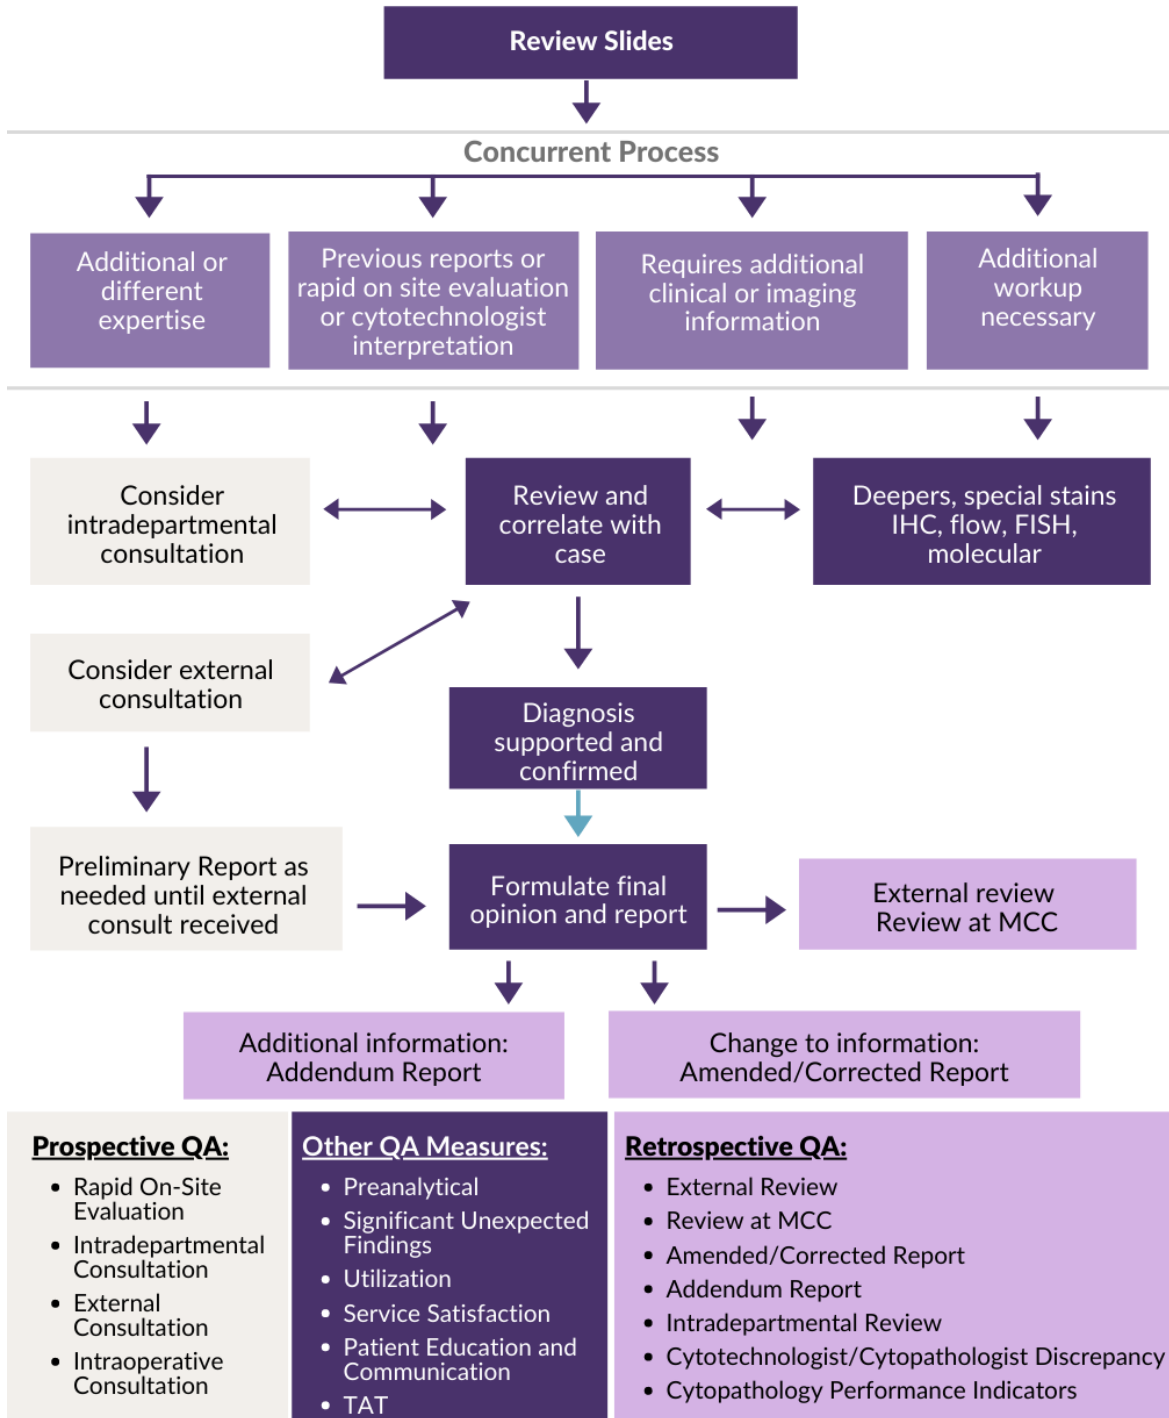 Review Slides
Concurrent Process
Additional or
different
expertise
Previous reports or
rapid on site evaluation
or cytotechnologist
interpretation
Requires additional
clinical or imaging
information
Additional
workup
necessary
Consider
intradepartmental
consultation
Review and
correlate with
case
Deepers, special stains
IHC, flow, FISH,
molecular
Consider external
consultation
Diagnosis
supported and
confirmed
Preliminary Report as
needed until external
consult received
Formulate final
opinion and report
External review
Review at MCC
Additional information:
Addendum Report
Change to information:
Amended/Corrected Report
Prospective QA:
• Rapid On-Site
Evaluation
• Intradepartmental
Consultation
• External
Consultation
• Intraoperative
Consultation
Other QA Measures:
• Preanalytical
• Significant Unexpected
Findings
• Utilization
• Service Satisfaction
• Patient Education and
Communication
• TAT
Retrospective QA:
• External Review
• Review at MCC
• Amended/Corrected Report
• Addendum Report
• Intradepartmental Review
• Cytotechnologist/Cytopathologist Discrepancy
• Cytopathology Performance Indicators